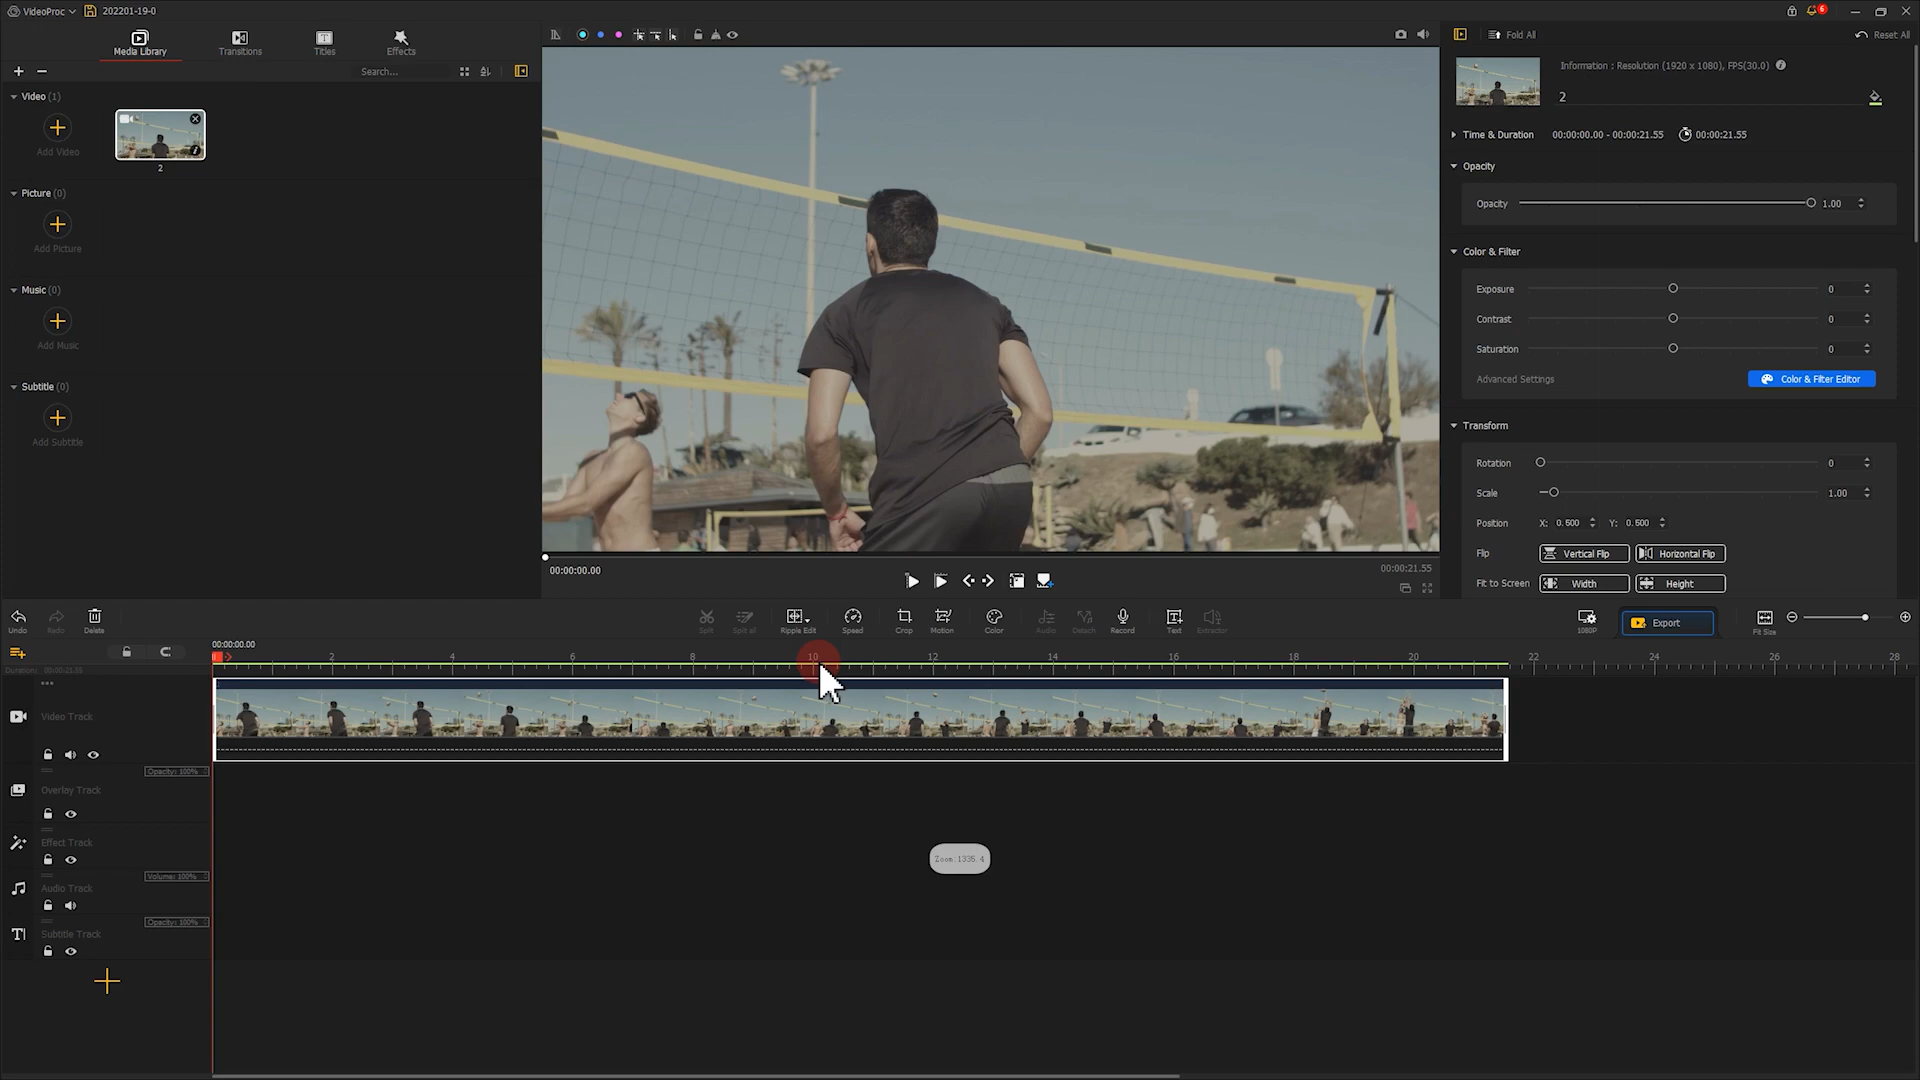 VideoProc 202201-19-0 6
Media Library Transitions Titles Effects
Search...
Fold All Reset All
Video (1)
Add Video
2
Picture (0)
Add Picture
Music (0)
Add Music
Subtitle (0)
Add Subtitle
00:00:00.00 00:00:21.55
Information : Resolution (1920 x 1080), FPS(30.0)
2
Time & Duration 00:00:00.00 - 00:00:21.55 00:00:21.55
Opacity
Opacity 1.00
Color & Filter
Exposure 0
Contrast 0
Saturation 0
Advanced Settings Color & Filter Editor
Transform
Rotation 0
Scale 1.00
Position X: 0.500 Y: 0.500
Flip Vertical Flip Horizontal Flip
Fit to Screen Width Height
Undo Redo Delete Split Split all Ripple Edit Speed Crop Motion Color Audio Detach Record Text Extractor 1080P Export Fit Size
00:00:00.00
2 4 6 8 10 12 14 16 18 20 22 24 26 28
Duration: 00:00:21.55
Video Track
Opacity: 100%
Overlay Track
Effect Track
Volume: 100%
Audio Track
Opacity: 100%
Subtitle Track
Zoom:1335.4